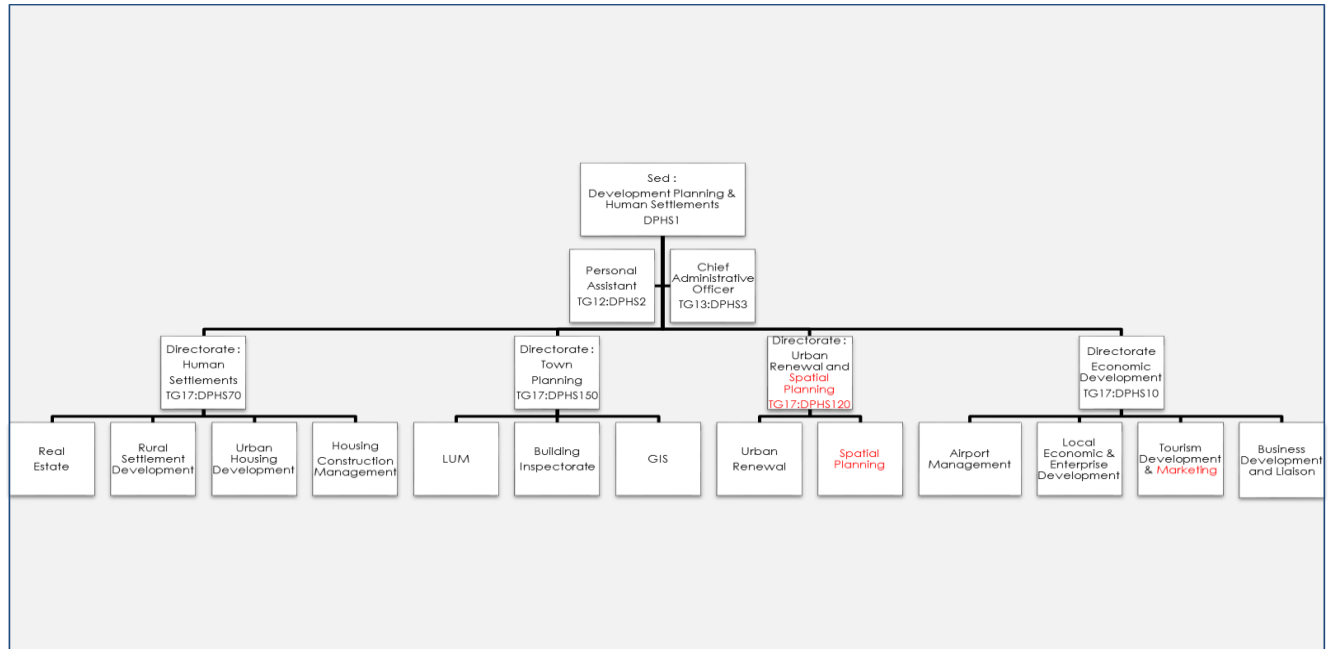 Sed :
Development Planning &
Human Settlements
DPHS1
Personal
Assistant
TG12:DPHS2
Chief
Administrative
Officer
TG13:DPHS3
Directorate :
Human
Settlements
TG17:DPHS70
Directorate :
Town
Planning
TG17:DPHS150
Directorate :
Urban
Renewal and
Spatial
Planning
TG17:DPHS120
Directorate
Economic
Development
TG17:DPHS10
Real
Estate
Rural
Settlement
Development
Urban
Housing
Development
Housing
Construction
Management
LUM
Building
Inspectorate
GIS
Urban
Renewal
Spatial
Planning
Airport
Management
Local
Economic &
Enterprise
Development
Tourism
Development
& Marketing
Business
Development
and Liaison